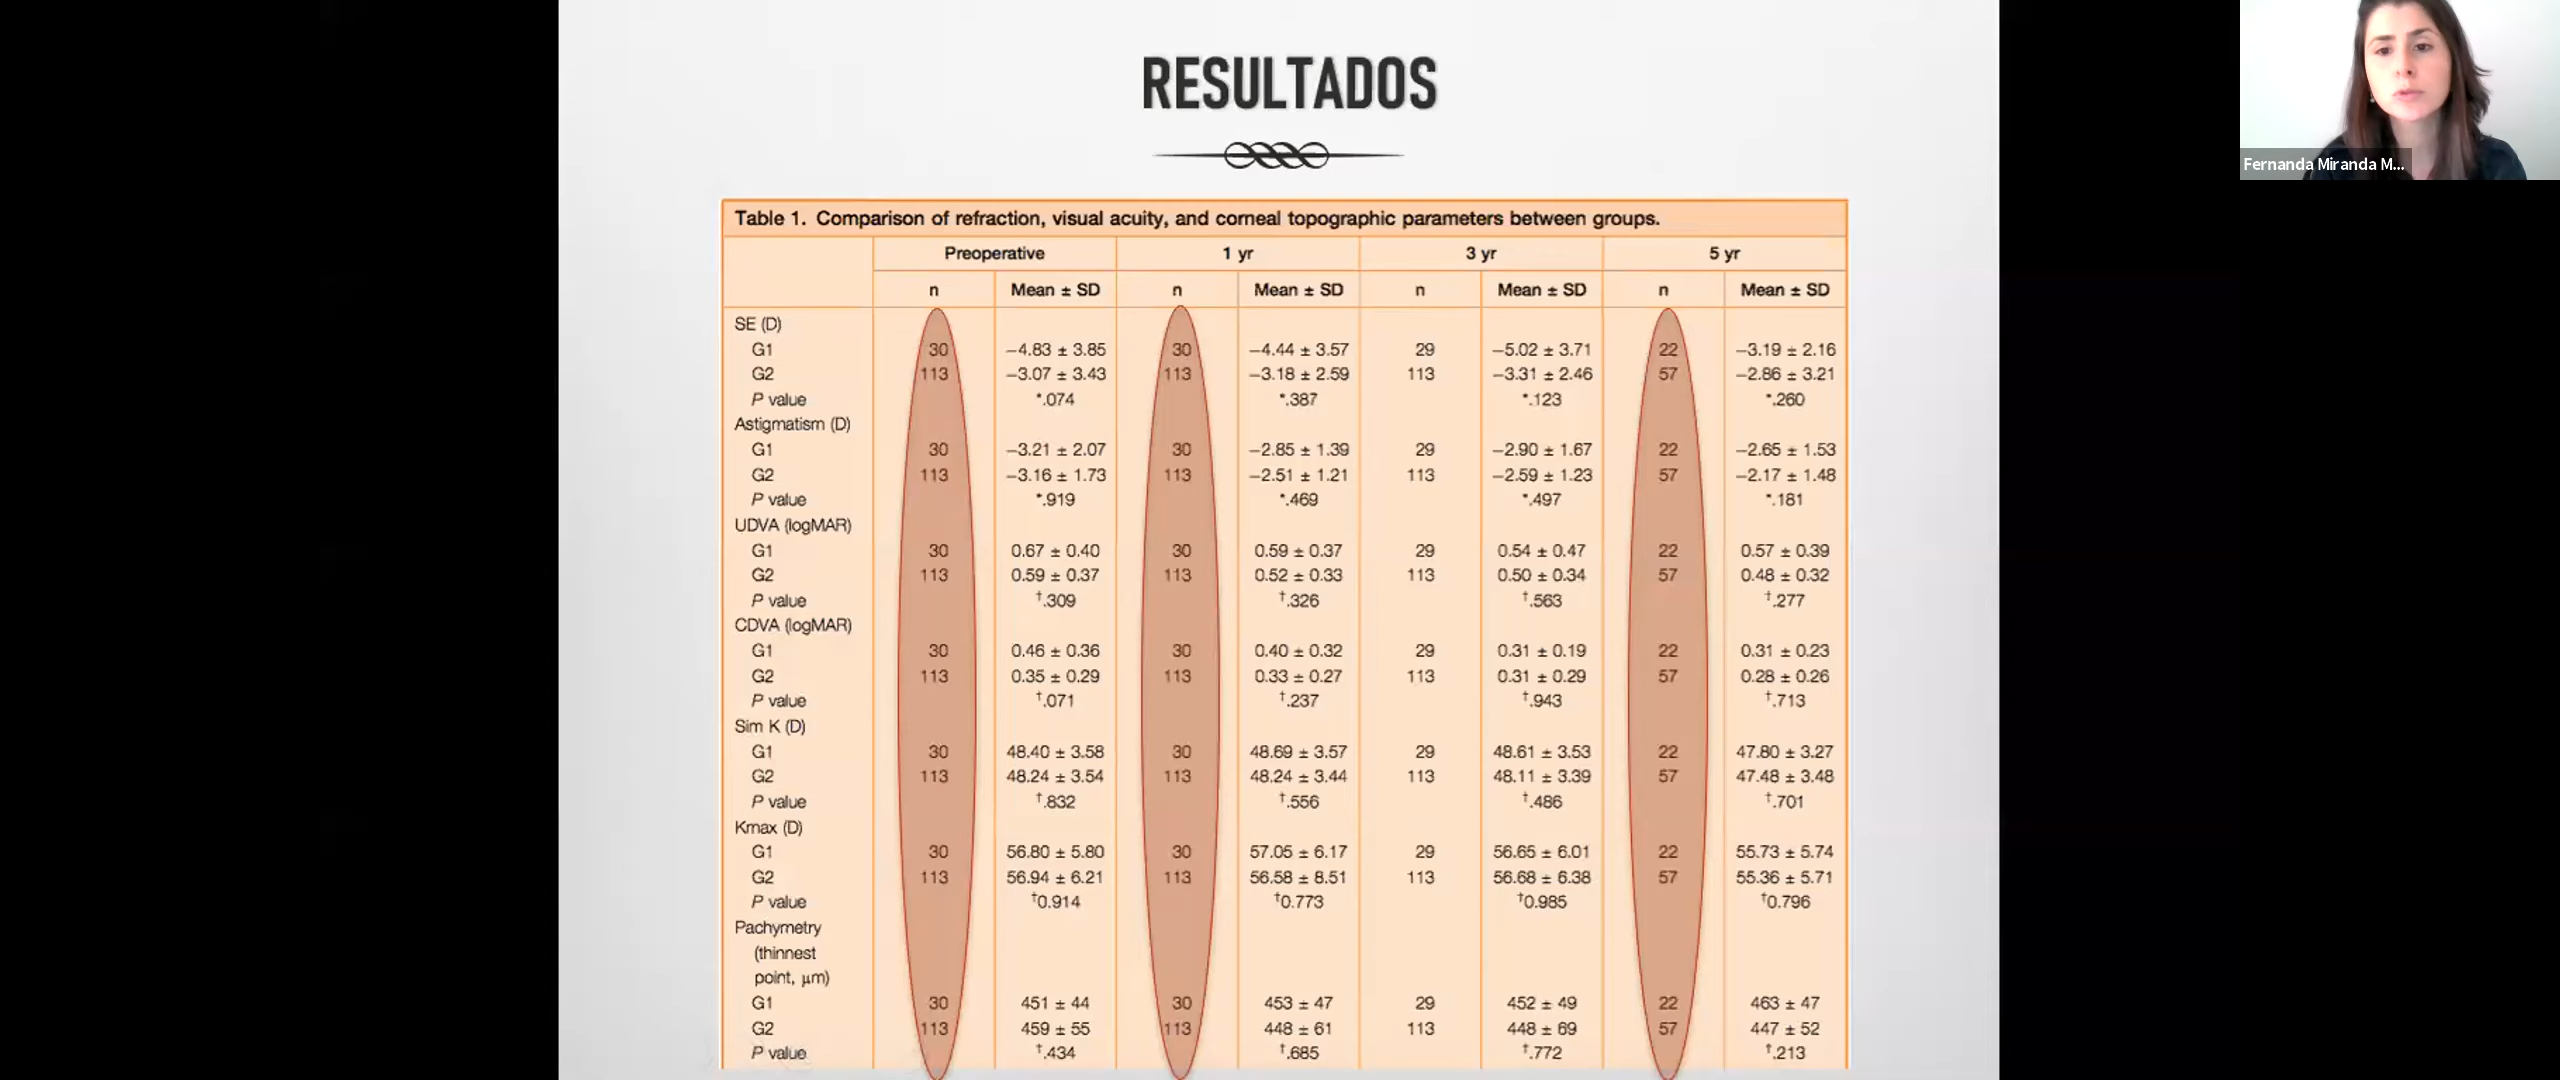 RESULTADOS
Fernanda Miranda M...
Table 1. Comparison of refraction, visual acuity, and corneal topographic parameters between groups.
Preoperative 1 yr 3 yr 5 yr
n Mean ± SD n Mean ± SD n Mean ± SD n Mean ± SD
SE (D)
G1 30 −4.83 ± 3.85 30 −4.44 ± 3.57 29 −5.02 ± 3.71 22 −3.19 ± 2.16
G2 113 −3.07 ± 3.43 113 −3.18 ± 2.59 113 −3.31 ± 2.46 57 −2.86 ± 3.21
P value *.074 *.387 *.123 *.260
Astigmatism (D)
G1 30 −3.21 ± 2.07 30 −2.85 ± 1.39 29 −2.90 ± 1.67 22 −2.65 ± 1.53
G2 113 −3.16 ± 1.73 113 −2.51 ± 1.21 113 −2.59 ± 1.23 57 −2.17 ± 1.48
P value *.919 *.469 *.497 *.181
UDVA (logMAR)
G1 30 0.67 ± 0.40 30 0.59 ± 0.37 29 0.54 ± 0.47 22 0.57 ± 0.39
G2 113 0.59 ± 0.37 113 0.52 ± 0.33 113 0.50 ± 0.34 57 0.48 ± 0.32
P value †.309 †.326 †.563 †.277
CDVA (logMAR)
G1 30 0.46 ± 0.36 30 0.40 ± 0.32 29 0.31 ± 0.19 22 0.31 ± 0.23
G2 113 0.35 ± 0.29 113 0.33 ± 0.27 113 0.31 ± 0.29 57 0.28 ± 0.26
P value †.071 †.237 †.943 †.713
Sim K (D)
G1 30 48.40 ± 3.58 30 48.69 ± 3.57 29 48.61 ± 3.53 22 47.80 ± 3.27
G2 113 48.24 ± 3.54 113 48.24 ± 3.44 113 48.11 ± 3.39 57 47.48 ± 3.48
P value †.832 †.556 †.486 †.701
Kmax (D)
G1 30 56.80 ± 5.80 30 57.05 ± 6.17 29 56.65 ± 6.01 22 55.73 ± 5.74
G2 113 56.94 ± 6.21 113 56.58 ± 8.51 113 56.68 ± 6.38 57 55.36 ± 5.71
P value †0.914 †0.773 †0.985 †0.796
Pachymetry
(thinnest
point, μm)
G1 30 451 ± 44 30 453 ± 47 29 452 ± 49 22 463 ± 47
G2 113 459 ± 55 113 448 ± 61 113 448 ± 69 57 447 ± 52
P value †.434 †.685 †.772 †.213